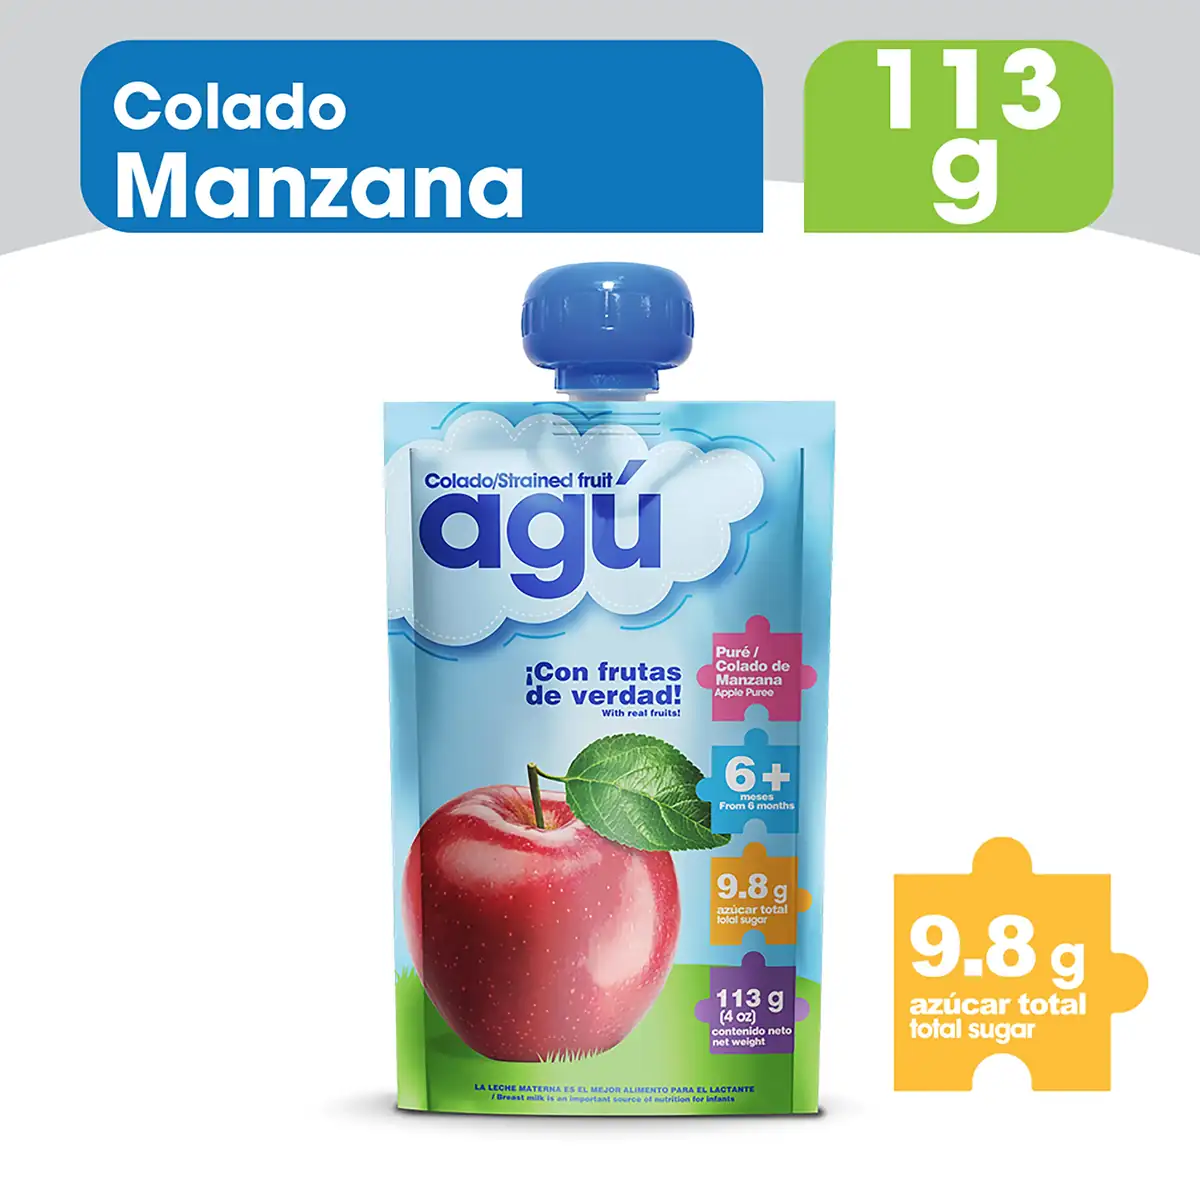 Colado
Manzana
113
g
Colado/Strained fruit
agú
¡Con frutas
de verdad!
With real fruits!
Puré /
Colado de
Manzana
Apple Puree
6+
meses
From 6 months
9.8 g
azúcar total
total sugar
113 g
(4 oz)
contenido neto
net weight
LA LECHE MATERNA ES EL MEJOR ALIMENTO PARA EL LACTANTE
/ Breast milk is an important source of nutrition for infants
9.8 g
azúcar total
total sugar